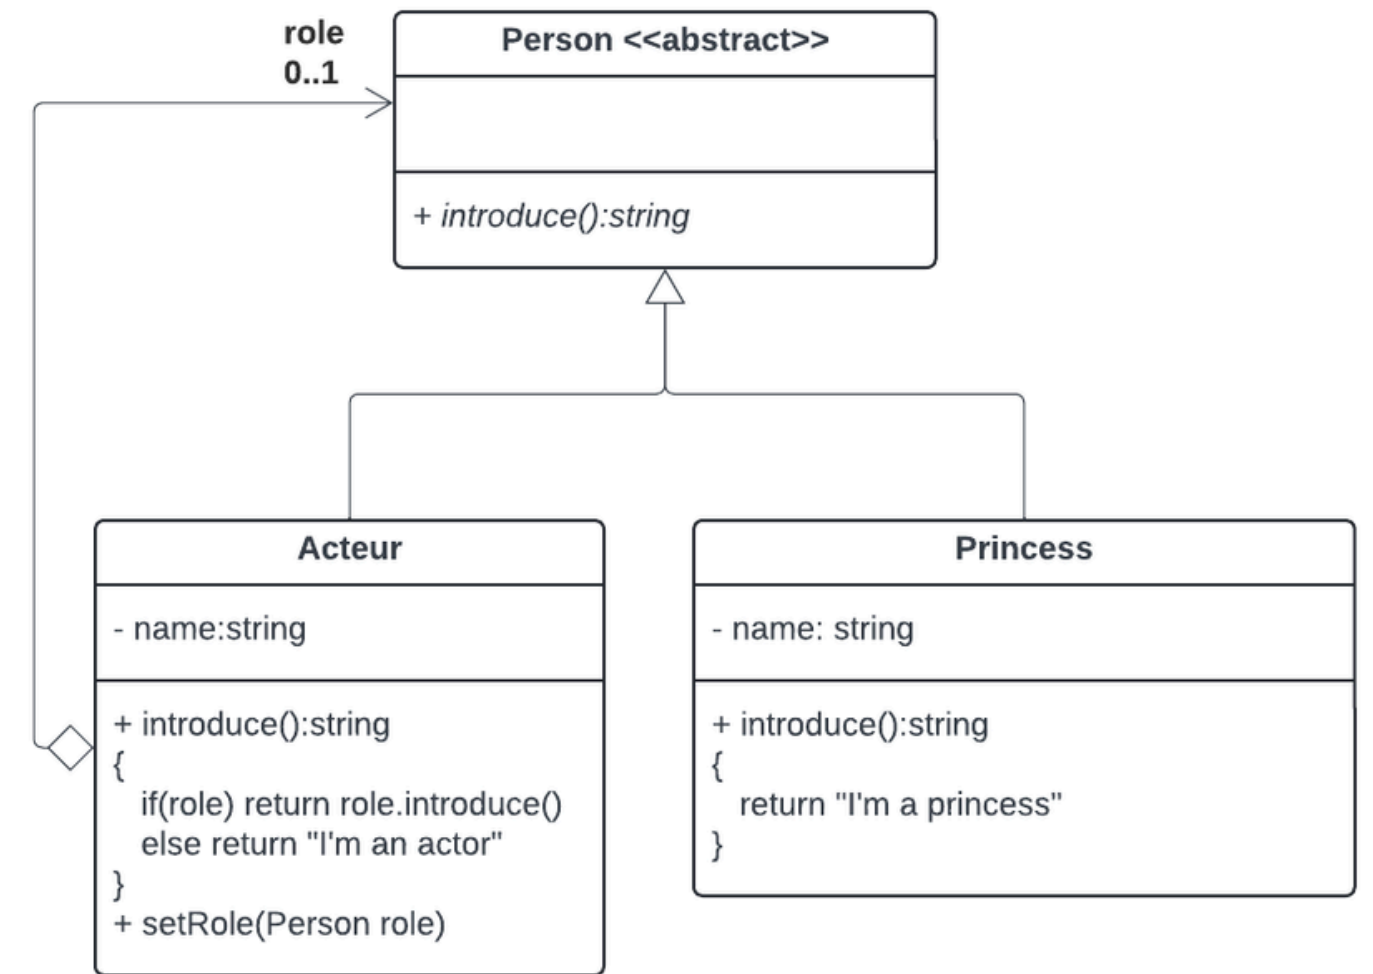 role
0..1
Person <<abstract>>
+ introduce():string
Acteur
- name:string
+ introduce():string
{
if(role) return role.introduce()
else return "I'm an actor"
}
+ setRole(Person role)
Princess
- name: string
+ introduce():string
{
return "I'm a princess"
}